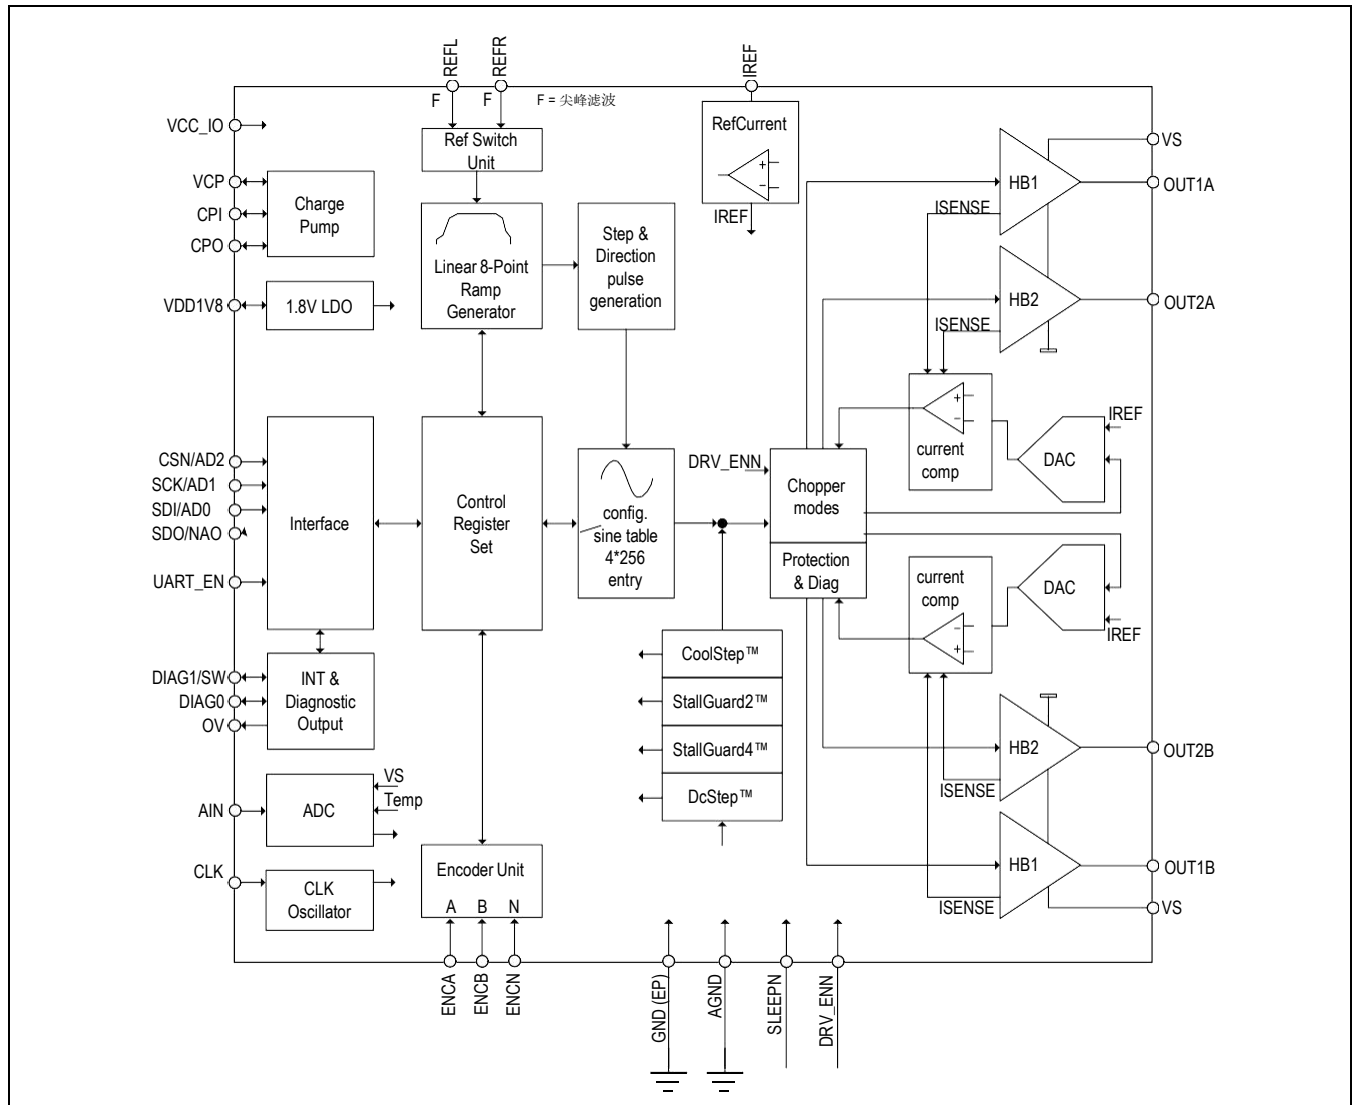 REFL
REFR
IREF
F
F
F = 尖峰滤波
VCC_IO
Ref Switch
Unit
RefCurrent
+
−
IREF
VS
HB1
OUT1A
ISENSE
VCP
CPI
CPO
Charge
Pump
Linear 8-Point
Ramp
Generator
Step &
Direction
pulse
generation
VDD1V8
1.8V LDO
HB2
OUT2A
ISENSE
+
−
current
comp
DAC
IREF
CSN/AD2
SCK/AD1
SDI/AD0
SDO/NAO
UART_EN
Interface
Control
Register
Set
config.
sine table
4*256
entry
DRV_ENN
Chopper
modes
Protection
& Diag
current
comp
−
+
DAC
IREF
DIAG1/SW
DIAG0
OV
INT &
Diagnostic
Output
CoolStep™
StallGuard2™
StallGuard4™
DcStep™
HB2
OUT2B
ISENSE
AIN
ADC
VS
Temp
CLK
CLK
Oscillator
Encoder Unit
A B N
HB1
OUT1B
ISENSE
VS
ENCA
ENCB
ENCN
GND (EP)
AGND
SLEEPN
DRV_ENN